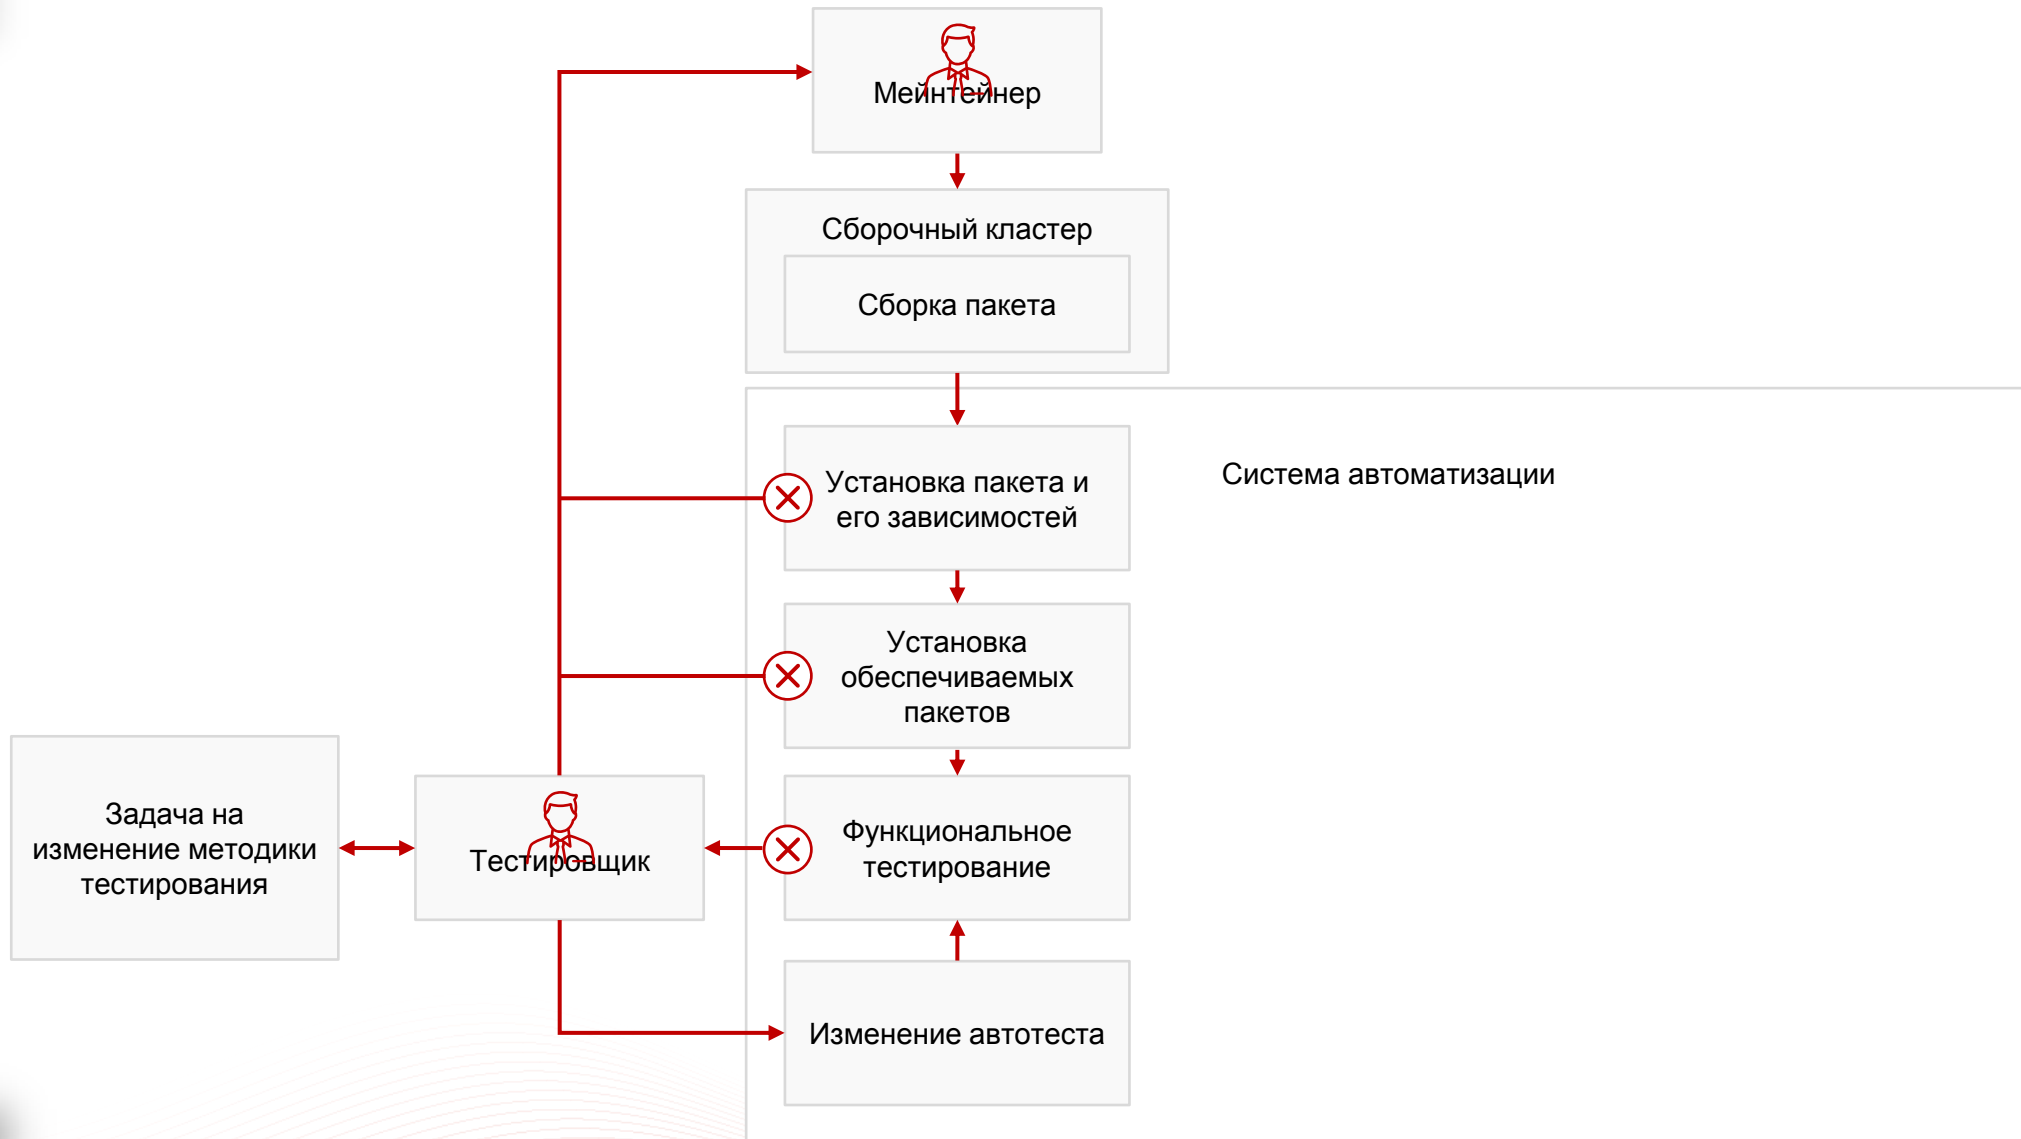 Мейнтейнер
Сборочный кластер
Сборка пакета
Установка пакета и
его зависимостей
Система автоматизации
Установка
обеспечиваемых
пакетов
Задача на
изменение методики
тестирования
Тестировщик
Функциональное
тестирование
Изменение автотеста